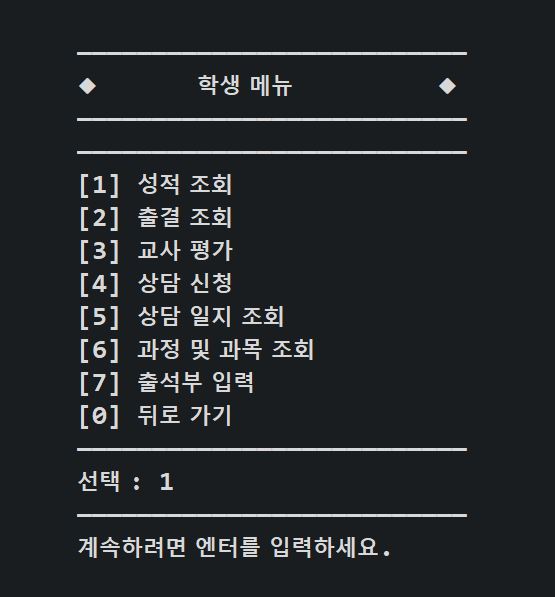 ◆ 학생 메뉴 ◆
[1] 성적 조회
[2] 출결 조회
[3] 교사 평가
[4] 상담 신청
[5] 상담 일지 조회
[6] 과정 및 과목 조회
[7] 출석부 입력
[0] 뒤로 가기
선택 : 1
계속하려면 엔터를 입력하세요.